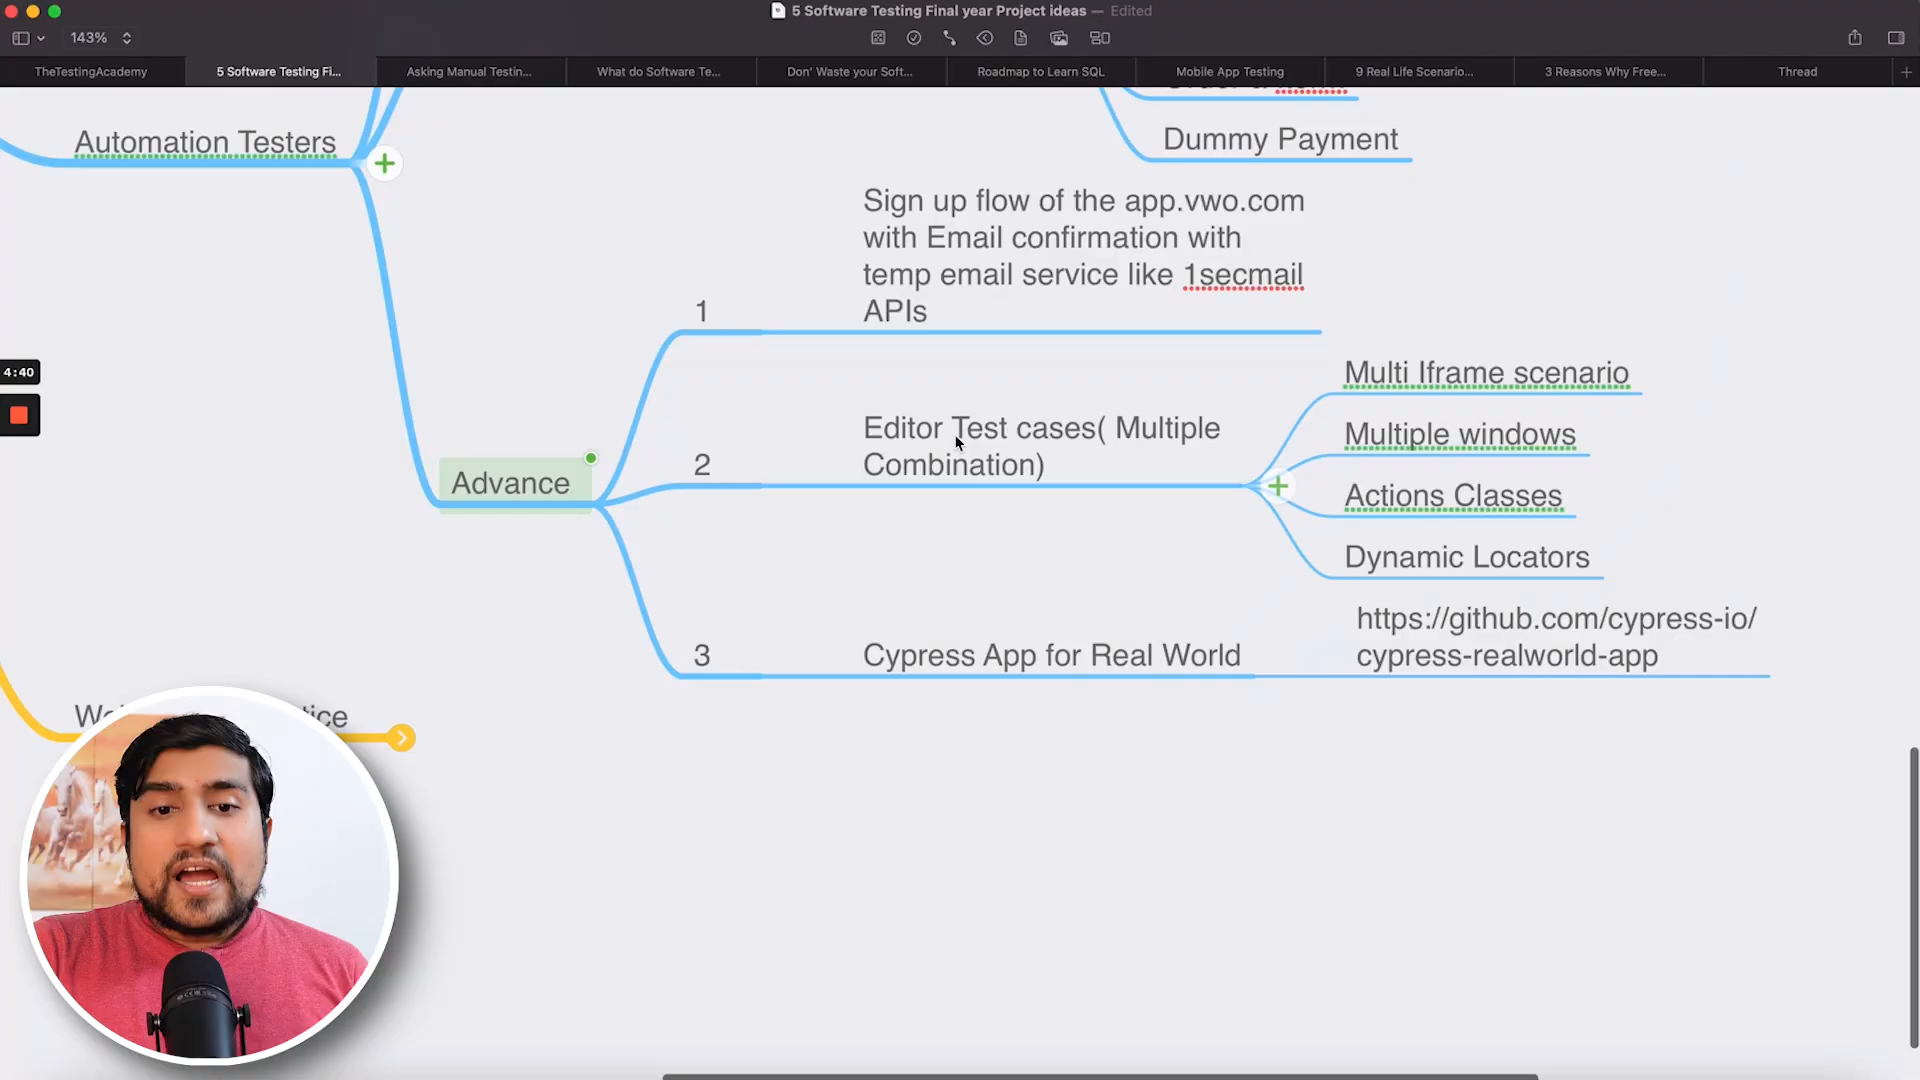 5 Software Testing Final year Project ideas — Edited
143%
TheTestingAcademy
5 Software Testing Fi...
Asking Manual Testin...
What do Software Te...
Don' Waste your Soft...
Roadmap to Learn SQL
Mobile App Testing
9 Real Life Scenario...
3 Reasons Why Free...
Thread
Automation Testers
Dummy Payment
Sign up flow of the app.vwo.com
with Email confirmation with
temp email service like 1secmail
APIs
1
4:40
Multi Iframe scenario
Editor Test cases( Multiple
Combination)
Multiple windows
2
Advance
Actions Classes
Dynamic Locators
https://github.com/cypress-io/
cypress-realworld-app
3
Cypress App for Real World